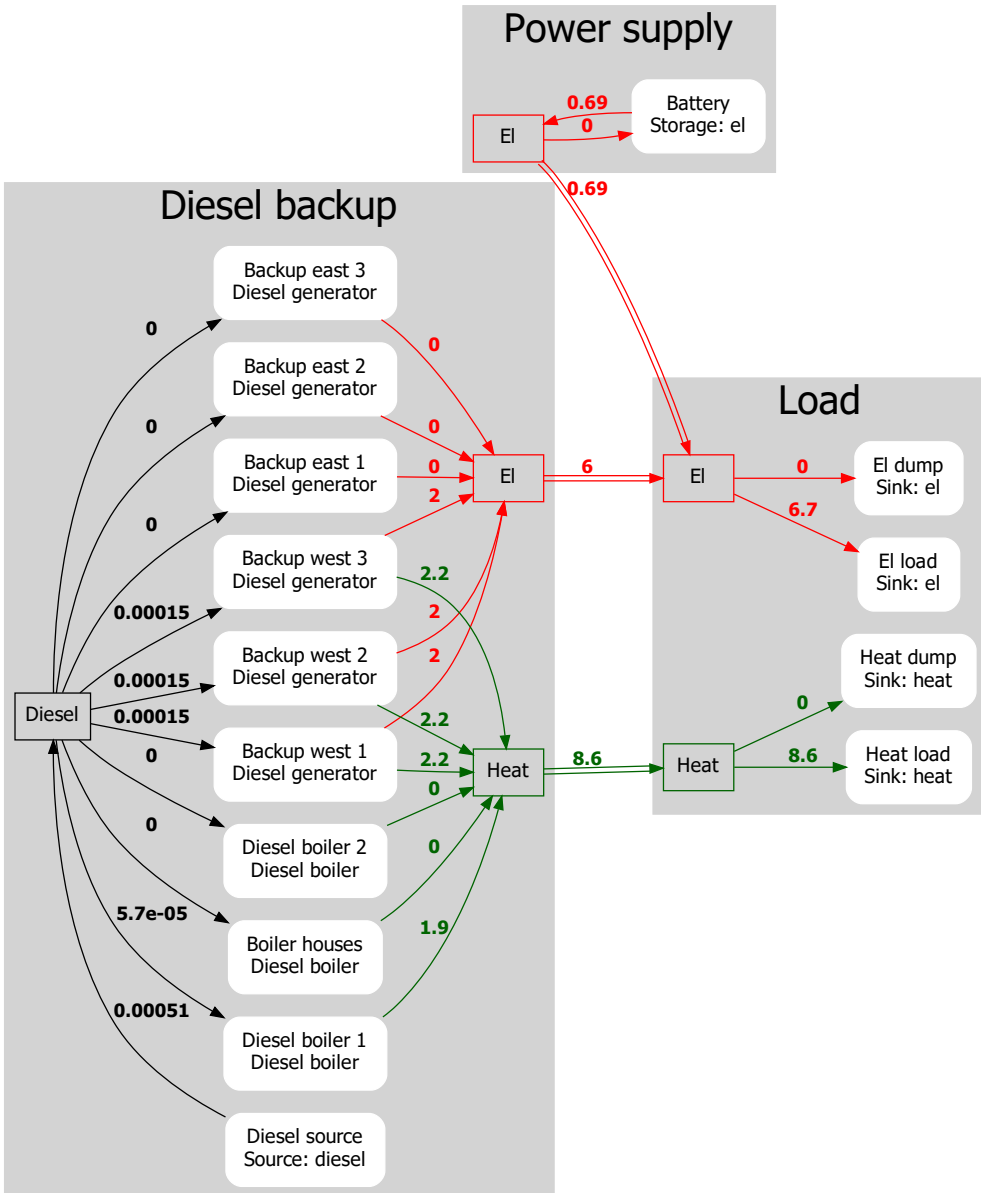 Power supply
0.69
Battery
Storage: el
El
0
0.69
Diesel backup
Backup east 3
Diesel generator
0
0
Backup east 2
Diesel generator
0
0
Load
Backup east 1
Diesel generator
0
El
6
El
0
El dump
Sink: el
2
6.7
0
Backup west 3
Diesel generator
2.2
El load
Sink: el
0.00015
2
Backup west 2
Diesel generator
2
Heat dump
Sink: heat
0.00015
Diesel
0.00015
2.2
0
Backup west 1
Diesel generator
2.2
Heat
8.6
Heat
8.6
Heat load
Sink: heat
0
0
Diesel boiler 2
Diesel boiler
0
0
5.7e-05
1.9
Boiler houses
Diesel boiler
0.00051
Diesel boiler 1
Diesel boiler
Diesel source
Source: diesel